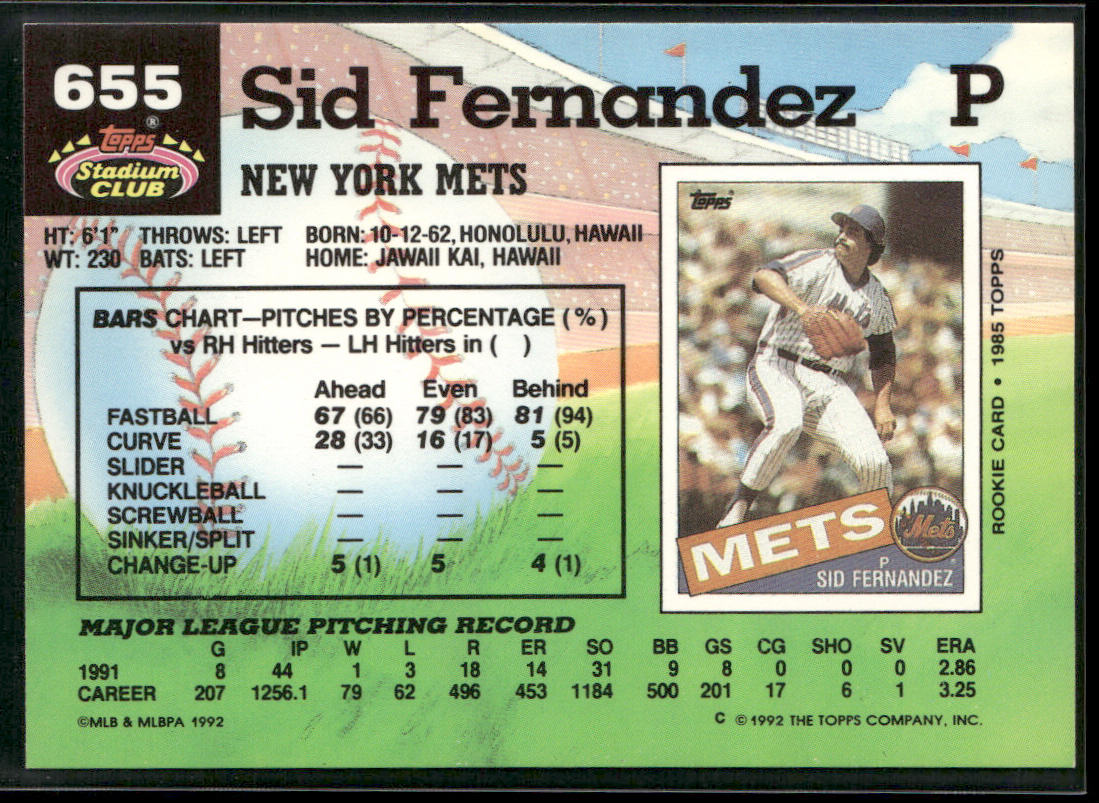 655
Sid Fernandez P
Topps®
Stadium
CLUB
NEW YORK METS
HT: 6'1" THROWS: LEFT BORN: 10-12-62, HONOLULU, HAWAII
WT: 230 BATS: LEFT HOME: JAWAII KAI, HAWAII
BARS CHART—PITCHES BY PERCENTAGE (%)
vs RH Hitters — LH Hitters in ( )
Ahead Even Behind
FASTBALL 67 (66) 79 (83) 81 (94)
CURVE 28 (33) 16 (17) 5 (5)
SLIDER — — —
KNUCKLEBALL — — —
SCREWBALL — — —
SINKER/SPLIT — — —
CHANGE-UP 5 (1) 5 4 (1)
Topps®
Mets
METS
Mets
P
SID FERNANDEZ
ROOKIE CARD • 1985 TOPPS
MAJOR LEAGUE PITCHING RECORD
G IP W L R ER SO BB GS CG SHO SV ERA
1991 8 44 1 3 18 14 31 9 8 0 0 0 2.86
CAREER 207 1256.1 79 62 496 453 1184 500 201 17 6 1 3.25
©MLB & MLBPA 1992
C © 1992 THE TOPPS COMPANY, INC.